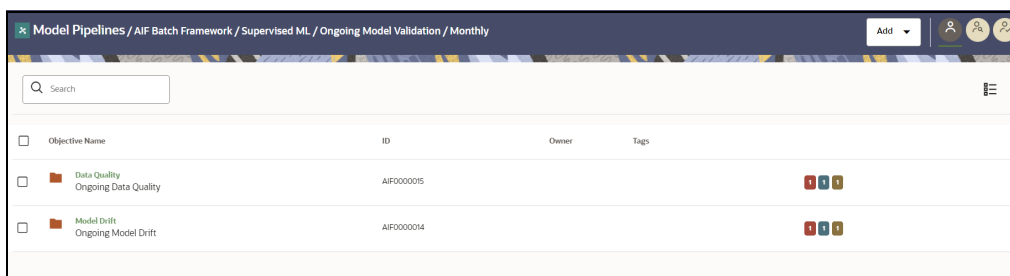 Model Pipelines / AIF Batch Framework / Supervised ML / Ongoing Model Validation / Monthly
Add
Search
Objective Name ID Owner Tags
Data Quality
Ongoing Data Quality AIF0000015 1 1 1
Model Drift
Ongoing Model Drift AIF0000014 1 1 1